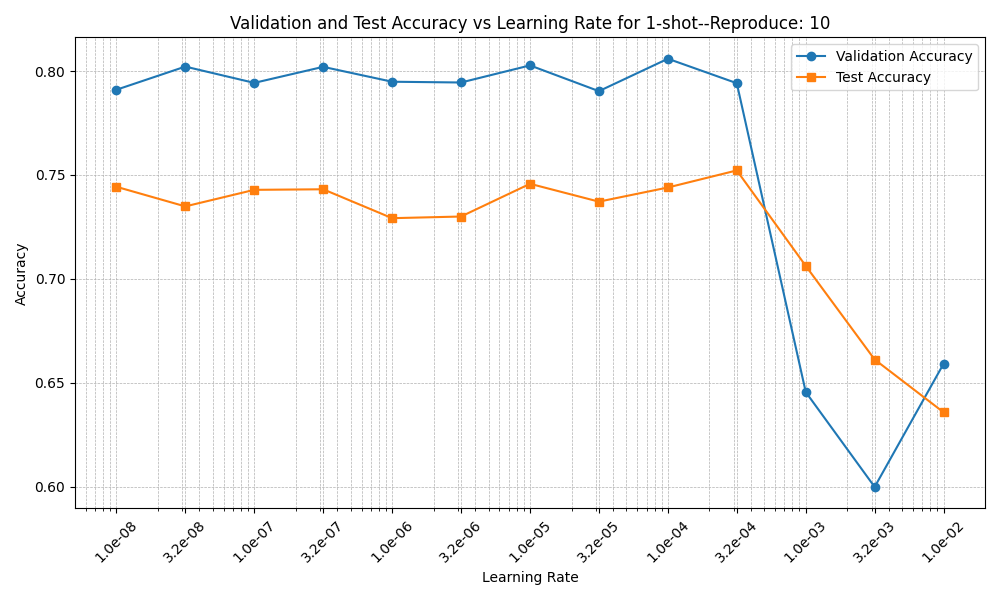 Validation and Test Accuracy vs Learning Rate for 1-shot--Reproduce: 10
Validation Accuracy
Test Accuracy
Accuracy
0.80
0.75
0.70
0.65
0.60
1.0e-08
3.2e-08
1.0e-07
3.2e-07
1.0e-06
3.2e-06
1.0e-05
3.2e-05
1.0e-04
3.2e-04
1.0e-03
3.2e-03
1.0e-02
Learning Rate